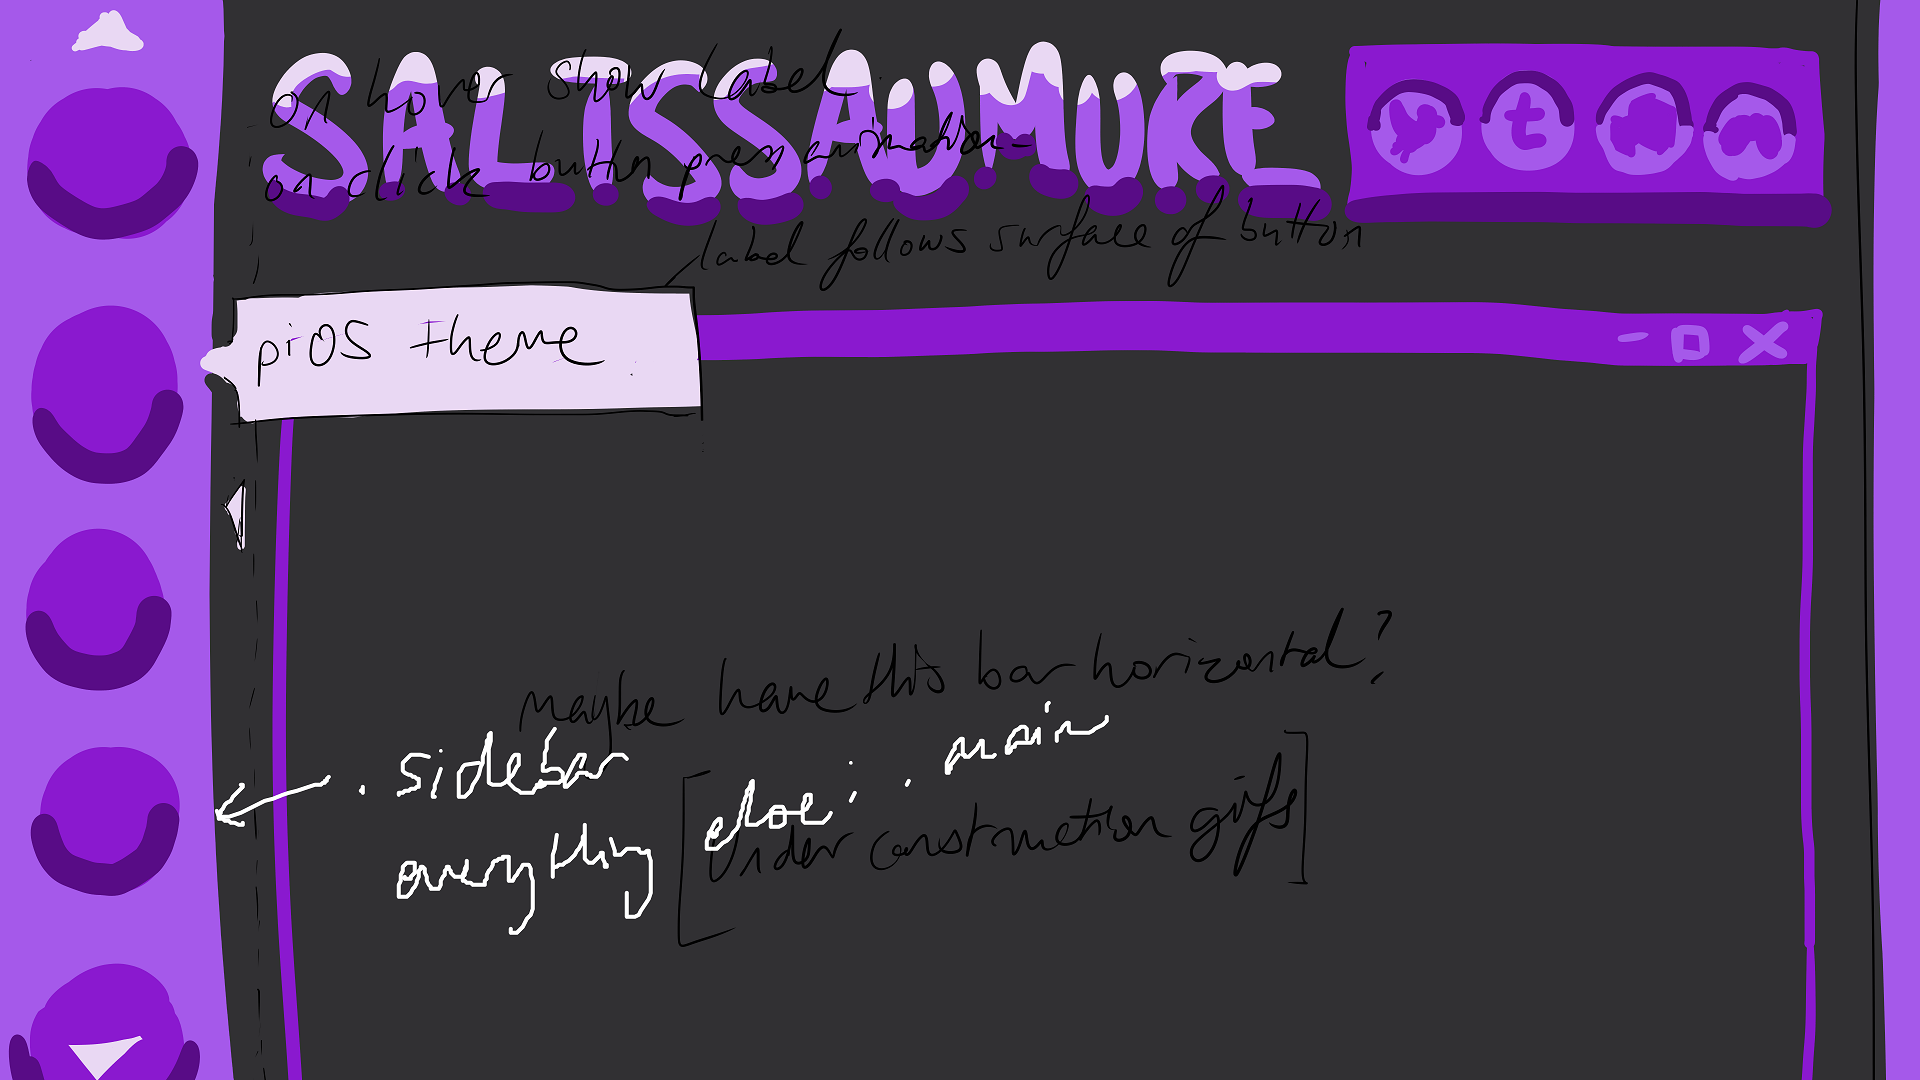 SALISSAUMURE
on hover show label
on click button press animation
t
label follows surface of button
piOS theme
maybe have this bar horizontal?
.sidebar
everything else: .main
[Under construction gifs]